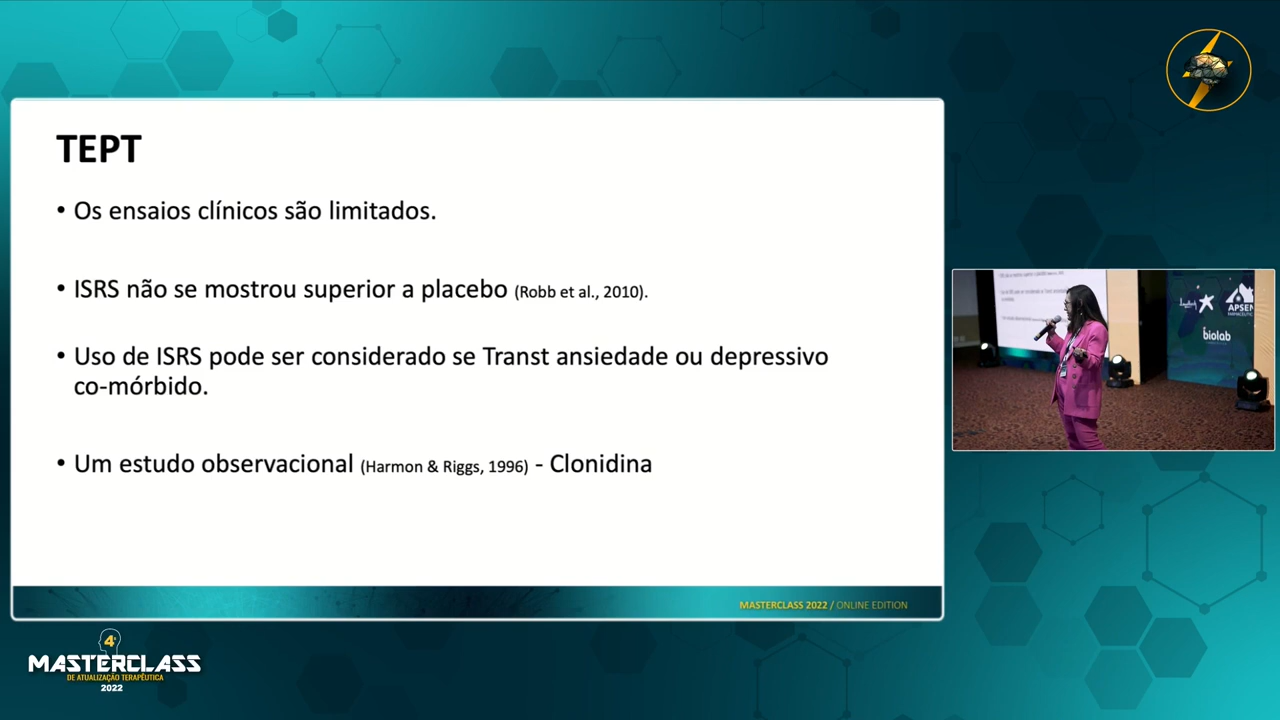 TEPT
• Os ensaios clínicos são limitados.
• ISRS não se mostrou superior a placebo (Robb et al., 2010).
• Uso de ISRS pode ser considerado se Transt ansiedade ou depressivo
co-mórbido.
• Um estudo observacional (Harmon & Riggs, 1996) - Clonidina
MASTERCLASS 2022 / ONLINE EDITION
APSEN
biolab
4ª
MASTERCLASS
DE ATUALIZAÇÃO TERAPÊUTICA
2022